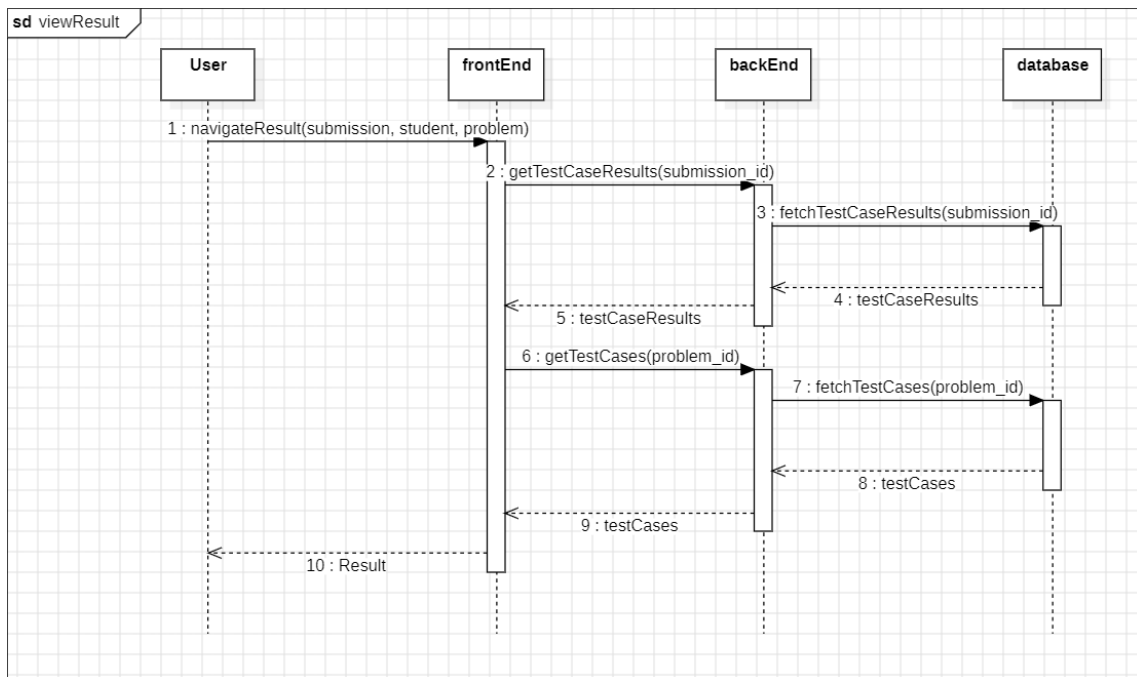 sd viewResult
User
frontEnd
backEnd
database
1 : navigateResult(submission, student, problem)
2 : getTestCaseResults(submission_id)
3 : fetchTestCaseResults(submission_id)
4 : testCaseResults
5 : testCaseResults
6 : getTestCases(problem_id)
7 : fetchTestCases(problem_id)
8 : testCases
9 : testCases
10 : Result